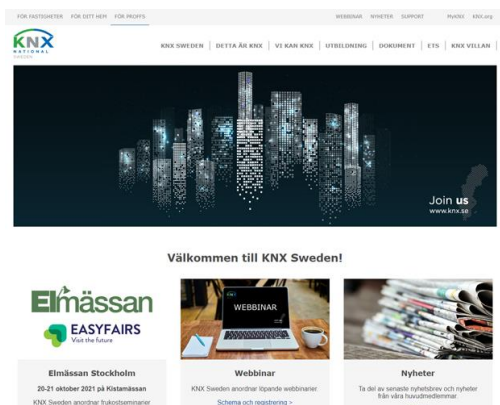 FÖR FASTIGHETER FÖR DITT HEM FÖR PROFFS WEBBINAR NYHETER SUPPORT MyKNX KNX.org
KNX
NATIONAL
SWEDEN
KNX SWEDEN | DETTA ÄR KNX | VI KAN KNX | UTBILDNING | DOKUMENT | ETS | KNX VILLAN |
Join us
www.knx.se
Välkommen till KNX Sweden!
Elmässan
EASYFAIRS
Visit the future
Elmässan Stockholm
20-21 oktober 2021 på Kistamässan
KNX Sweden anordnar frukostseminarier
WEBBINAR
Webbinar
KNX Sweden anordnar löpande webbinarier.
Schema och registrering >
Nyheter
Ta del av senaste nyhetsbrev och nyheter
från våra huvudmedlemmar.